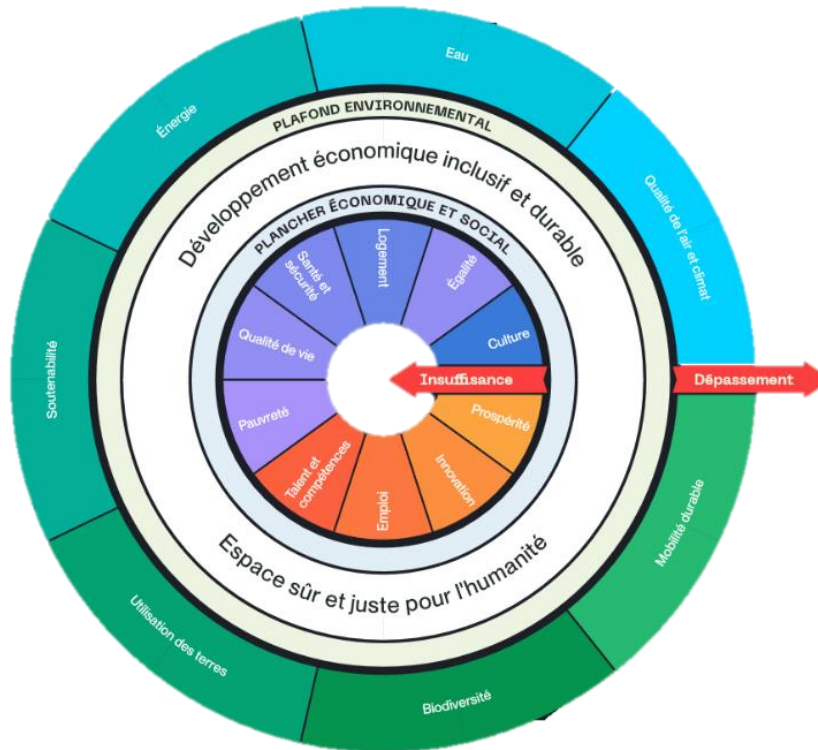 Eau
Énergie
PLAFOND ENVIRONNEMENTAL
Développement économique inclusif et durable
Qualité de l'air et climat
PLANCHER ÉCONOMIQUE ET SOCIAL
Santé et
sécurité
Logement
Égalité
Culture
Qualité de vie
Soutenabilité
Insuffisance
Dépassement
Pauvreté
Prospérité
Talent et
compétences
Emploi
Innovation
Mobilité durable
Espace sûr et juste pour l'humanité
Utilisation des terres
Biodiversité